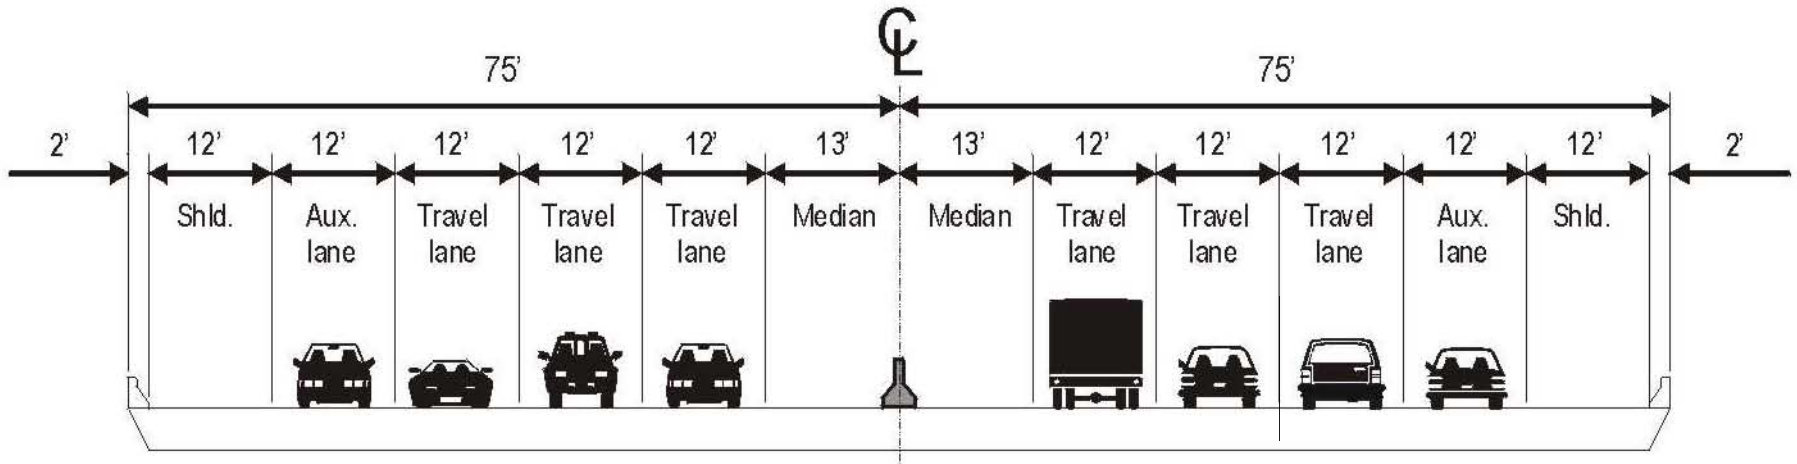 CL
75’ 75’
2’ 12’ 12’ 12’ 12’ 12’ 13’ 13’ 12’ 12’ 12’ 12’ 12’ 2’
Shld. Aux. Travel Travel Travel Median Median Travel Travel Travel Aux. Shld.
lane lane lane lane lane lane lane lane